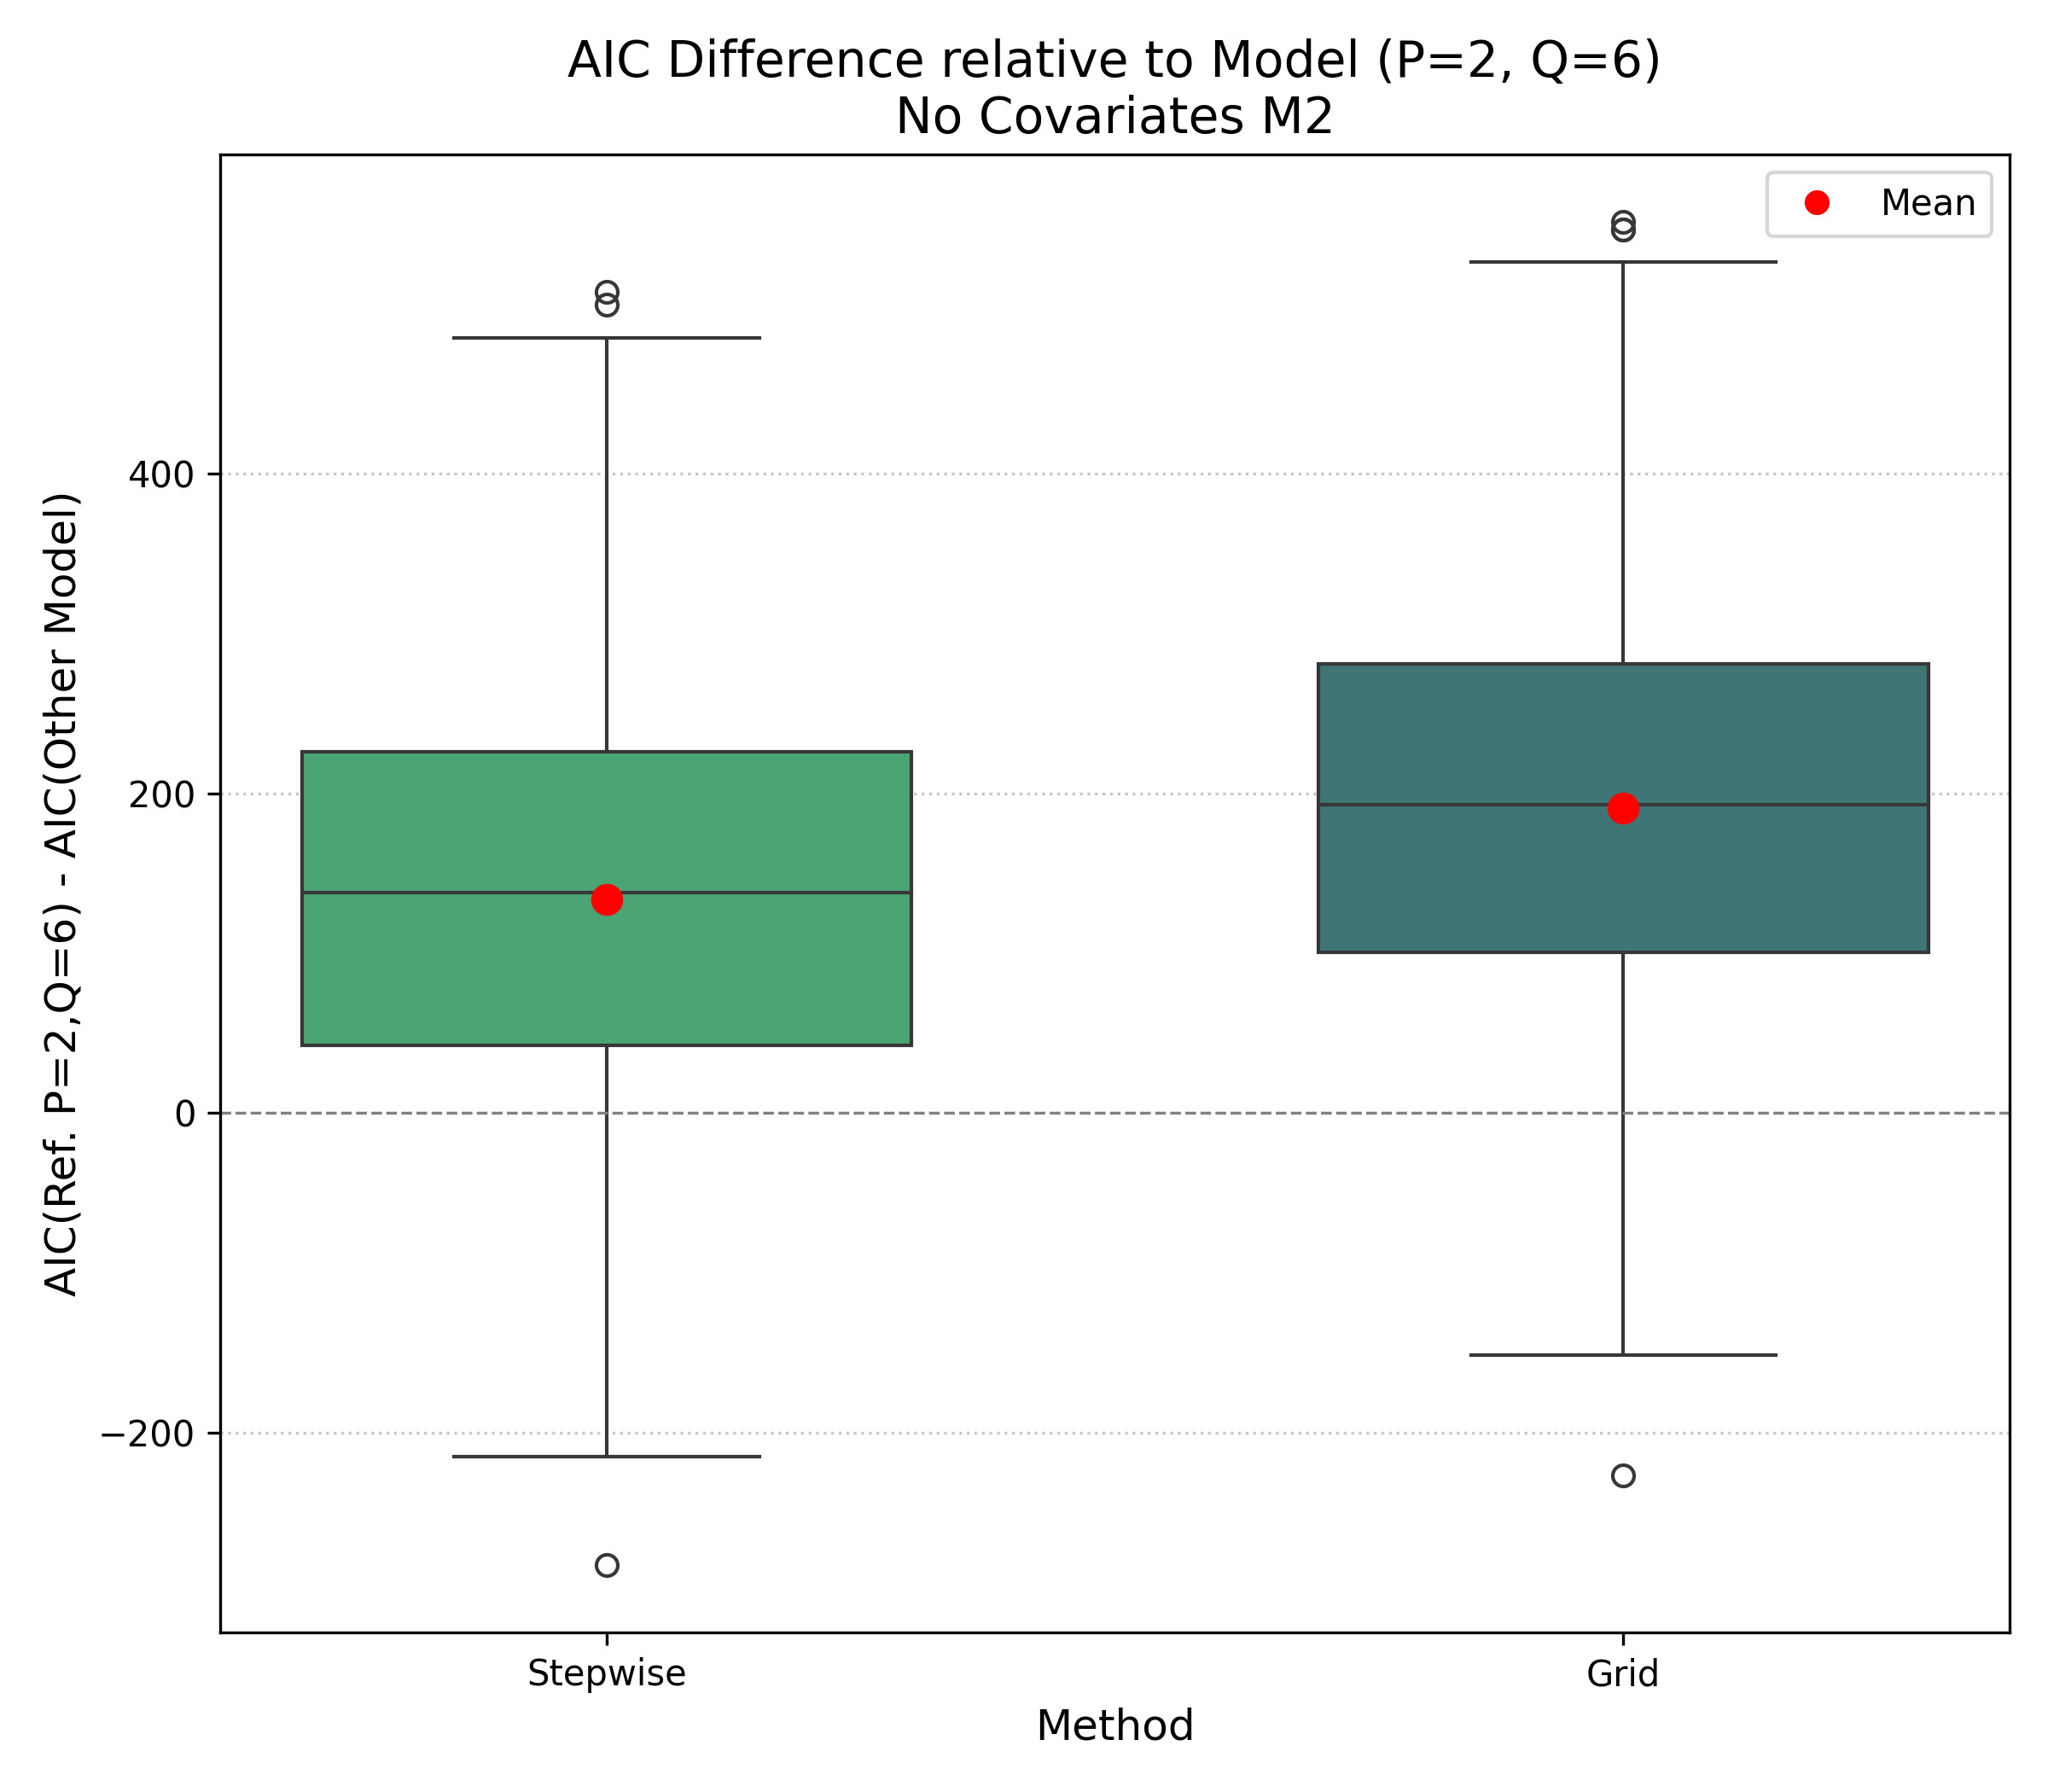 AIC Difference relative to Model (P=2, Q=6)
No Covariates M2
Mean
AIC(Ref. P=2,Q=6) - AIC(Other Model)
400
200
0
−200
Stepwise
Grid
Method